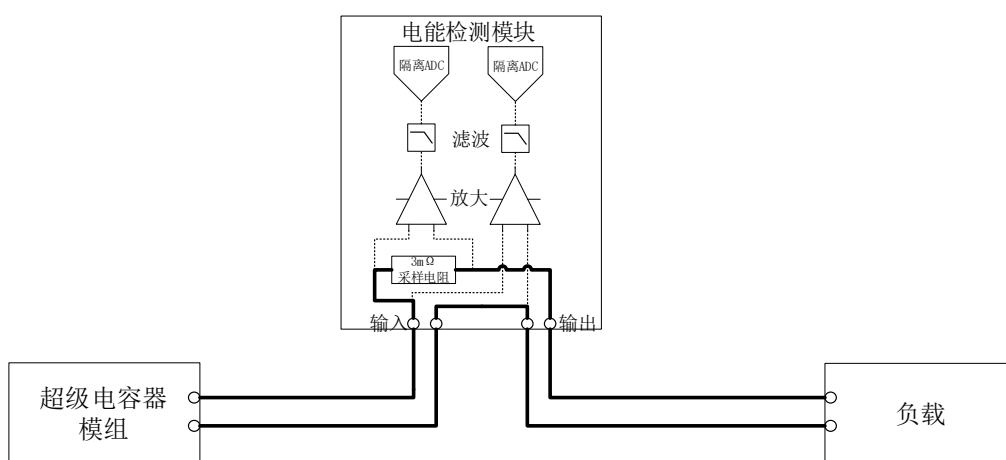 电能检测模块
隔离ADC
隔离ADC
滤波
放大
3mΩ
采样电阻
输入
输出
超级电容器
模组
负载